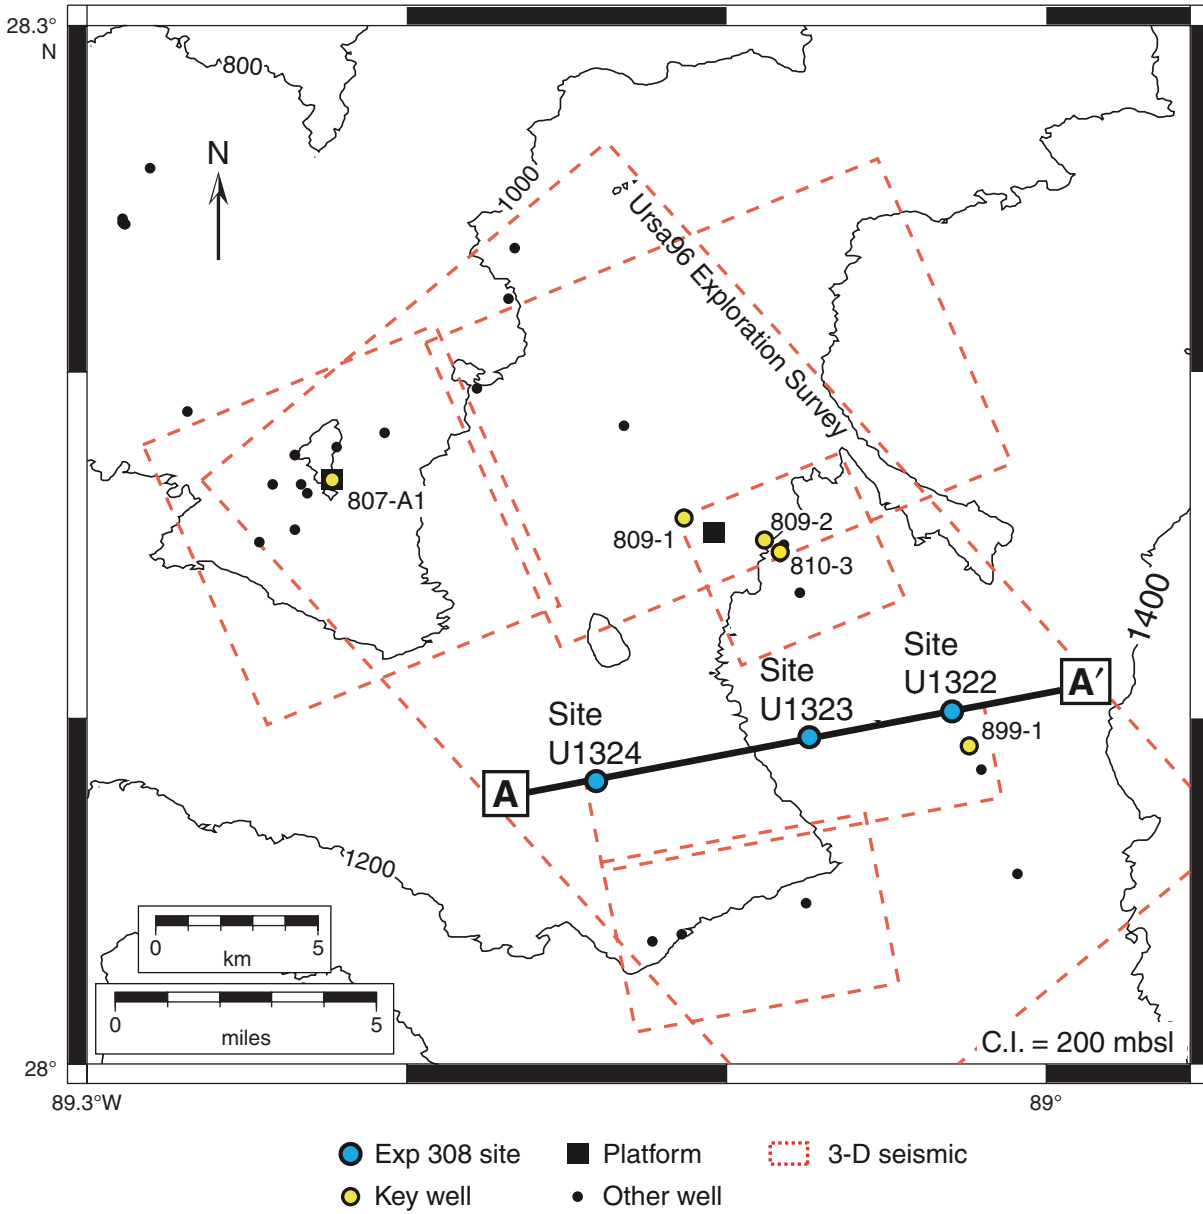 28.3°
N
800
N
1000
Ursa96 Exploration Survey
807-A1
809-1
809-2
810-3
1400
Site
U1322
A′
Site
U1323
899-1
Site
U1324
A
1200
0
5
km
0
5
miles
C.I. = 200 mbsl
28°
89.3°W
89°
Exp 308 site
Platform
3-D seismic
Key well
Other well